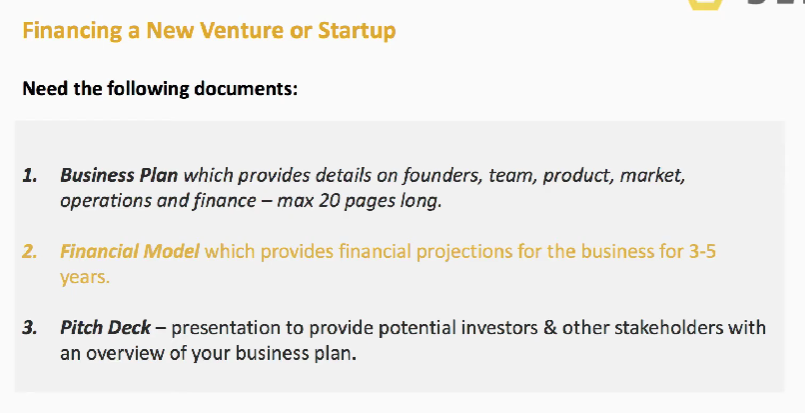 Financing a New Venture or Startup
Need the following documents:
1. Business Plan which provides details on founders, team, product, market,
operations and finance – max 20 pages long.
2. Financial Model which provides financial projections for the business for 3-5
years.
3. Pitch Deck – presentation to provide potential investors & other stakeholders with
an overview of your business plan.